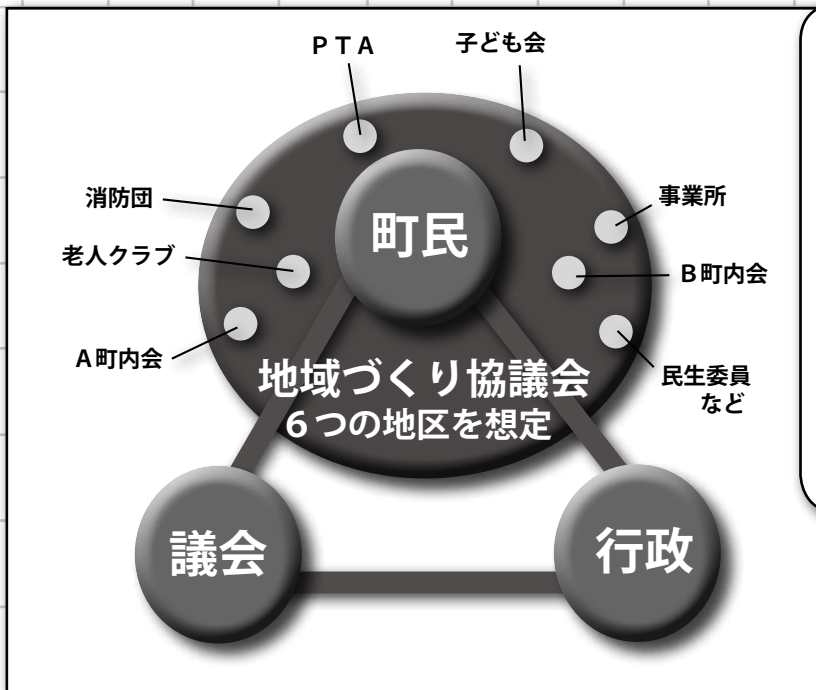 ＰＴＡ
子ども会
消防団
事業所
町民
老人クラブ
Ｂ町内会
Ａ町内会
民生委員
など
地域づくり協議会
６つの地区を想定
議会
行政